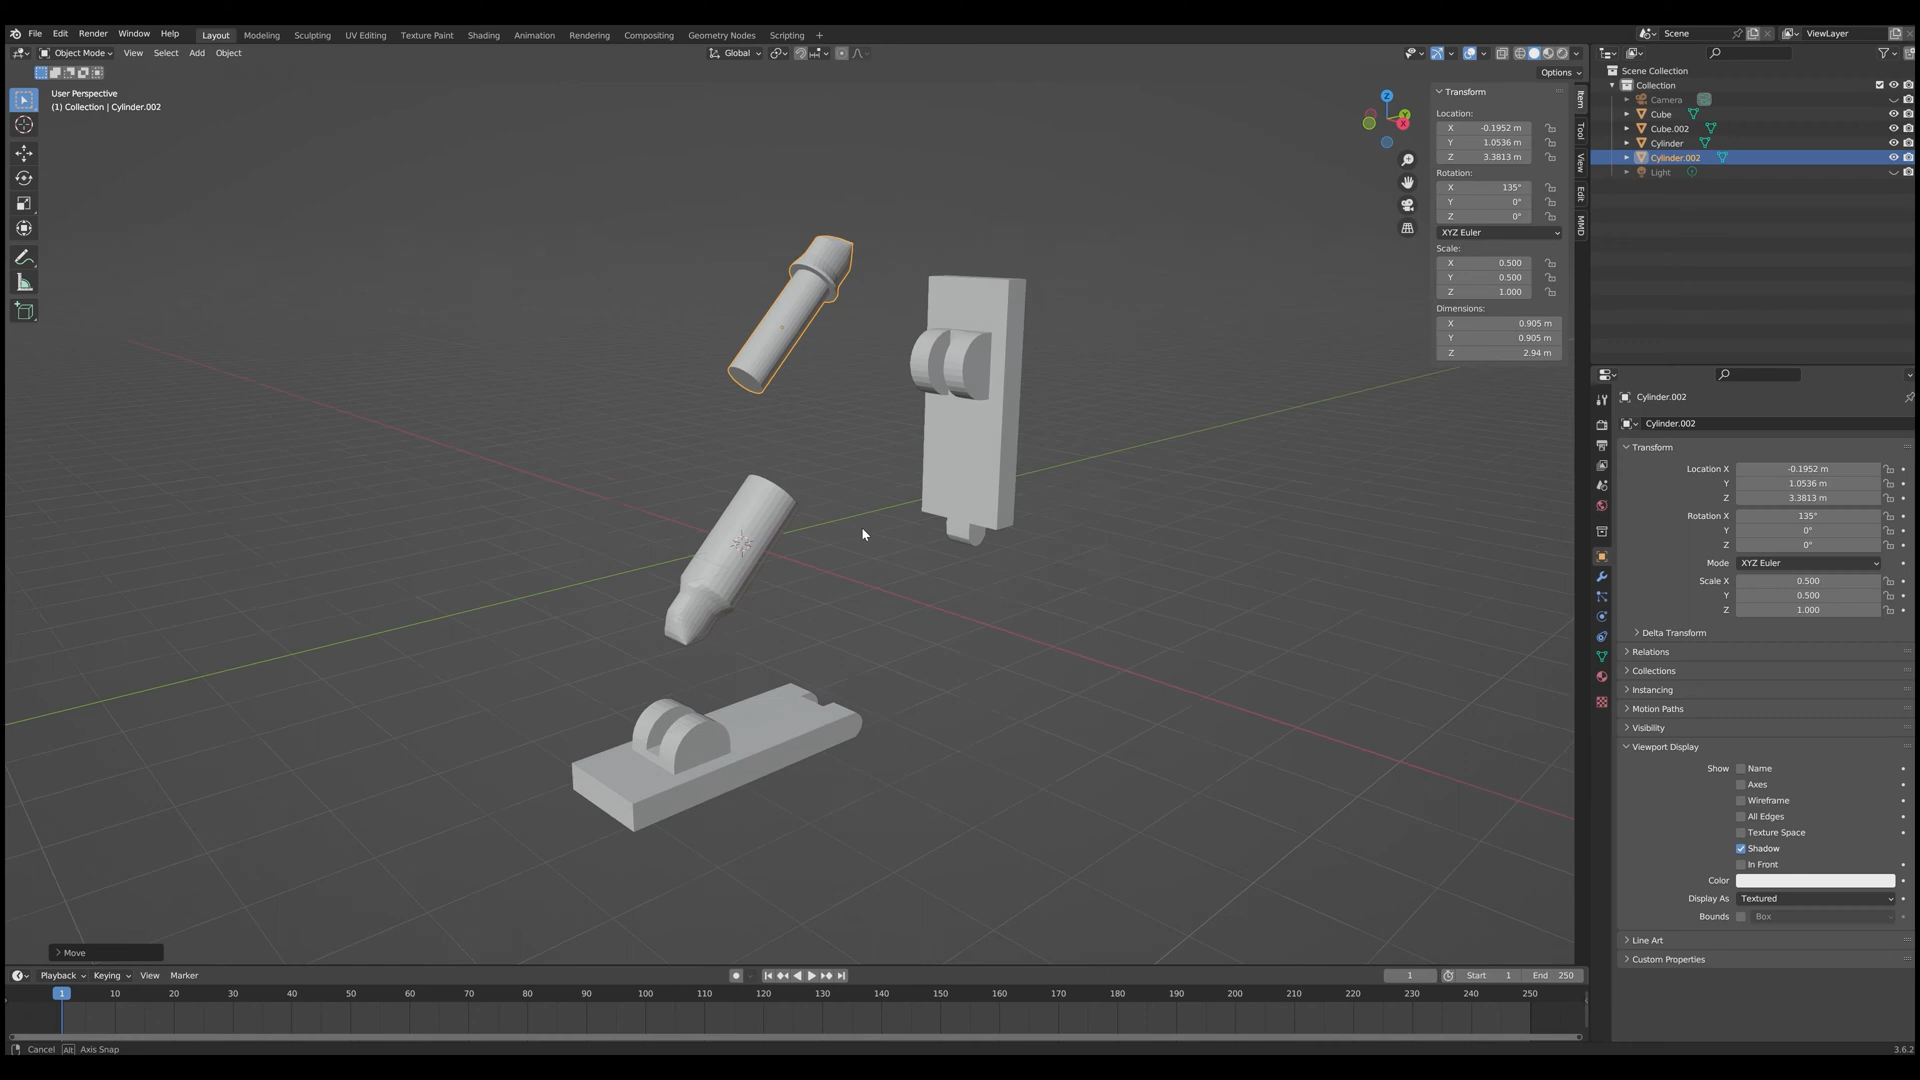 File Edit Render Window Help Layout Modeling Sculpting UV Editing Texture Paint Shading Animation Rendering Compositing Geometry Nodes Scripting + Scene ViewLayer
Object Mode View Select Add Object Global
Options
User Perspective
(1) Collection | Cylinder.002
Z
Y
X
Transform
Location:
X -0.1952 m
Y 1.0536 m
Z 3.3813 m
Rotation:
X 135°
Y 0°
Z 0°
XYZ Euler
Scale:
X 0.500
Y 0.500
Z 1.000
Dimensions:
X 0.905 m
Y 0.905 m
Z 2.94 m
Item
Tool
View
Edit
MMD
Scene Collection
Collection
Camera
Cube
Cube.002
Cylinder
Cylinder.002
Light
Cylinder.002
Cylinder.002
Transform
Location X -0.1952 m
Y 1.0536 m
Z 3.3813 m
Rotation X 135°
Y 0°
Z 0°
Mode XYZ Euler
Scale X 0.500
Y 0.500
Z 1.000
Delta Transform
Relations
Collections
Instancing
Motion Paths
Visibility
Viewport Display
Show Name
Axes
Wireframe
All Edges
Texture Space
Shadow
In Front
Color
Display As Textured
Bounds Box
Line Art
Custom Properties
Move
Playback Keying View Marker 1 Start 1 End 250
1 10 20 30 40 50 60 70 80 90 100 110 120 130 140 150 160 170 180 190 200 210 220 230 240 250
Cancel Alt Axis Snap 3.6.2